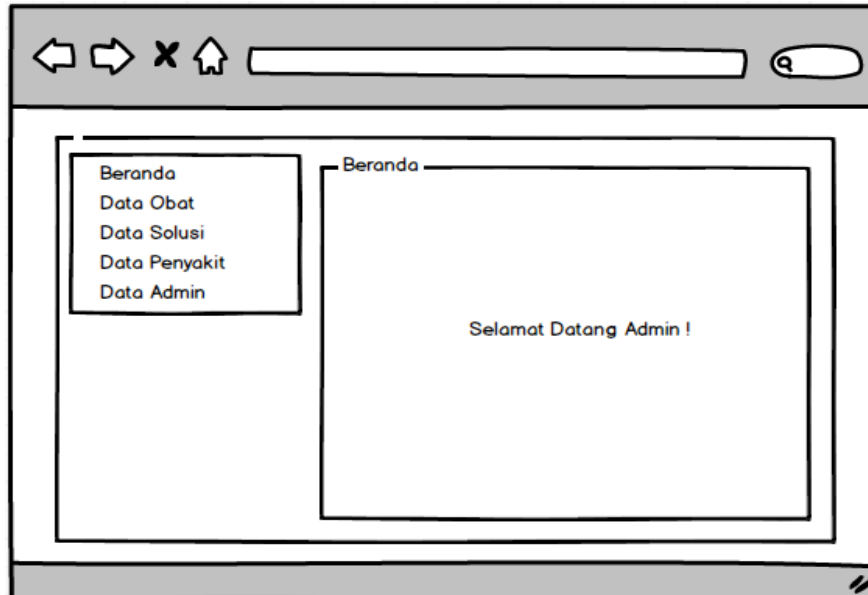 Beranda
Data Obat
Data Solusi
Data Penyakit
Data Admin
Beranda
Selamat Datang Admin !